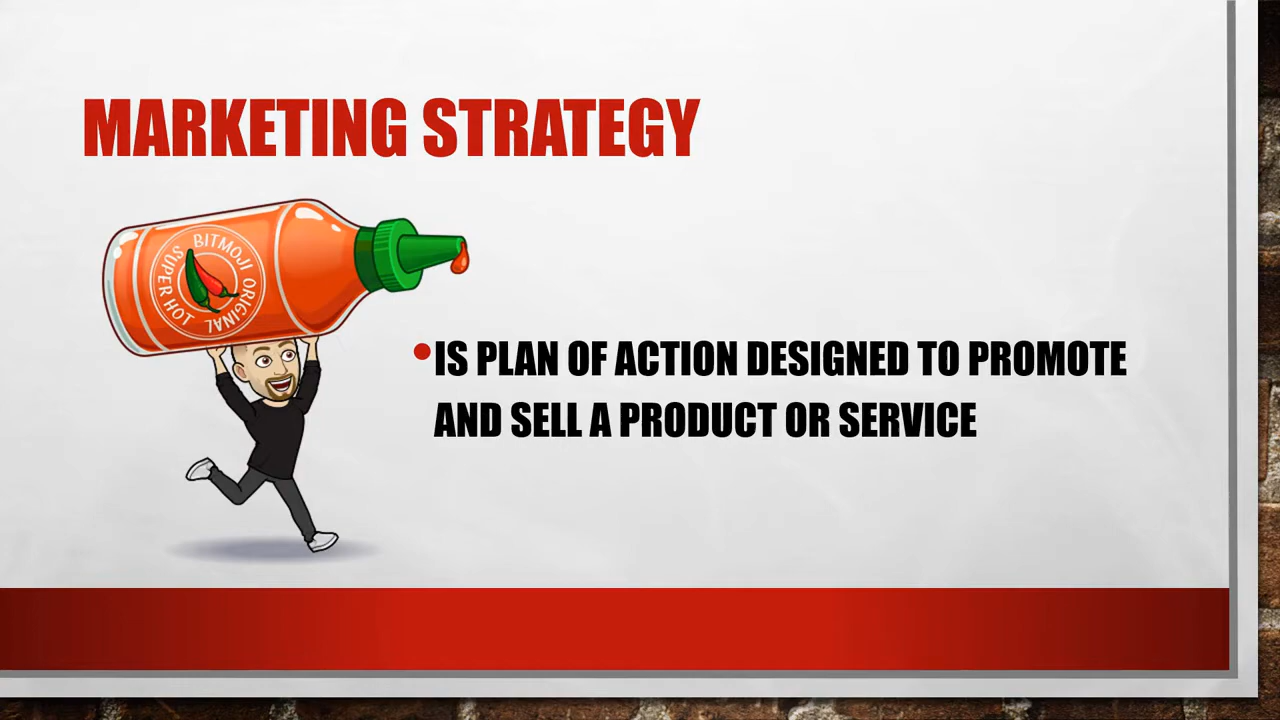 MARKETING STRATEGY
BITMOJI ORIGINAL
SUPER HOT
•IS PLAN OF ACTION DESIGNED TO PROMOTE
AND SELL A PRODUCT OR SERVICE